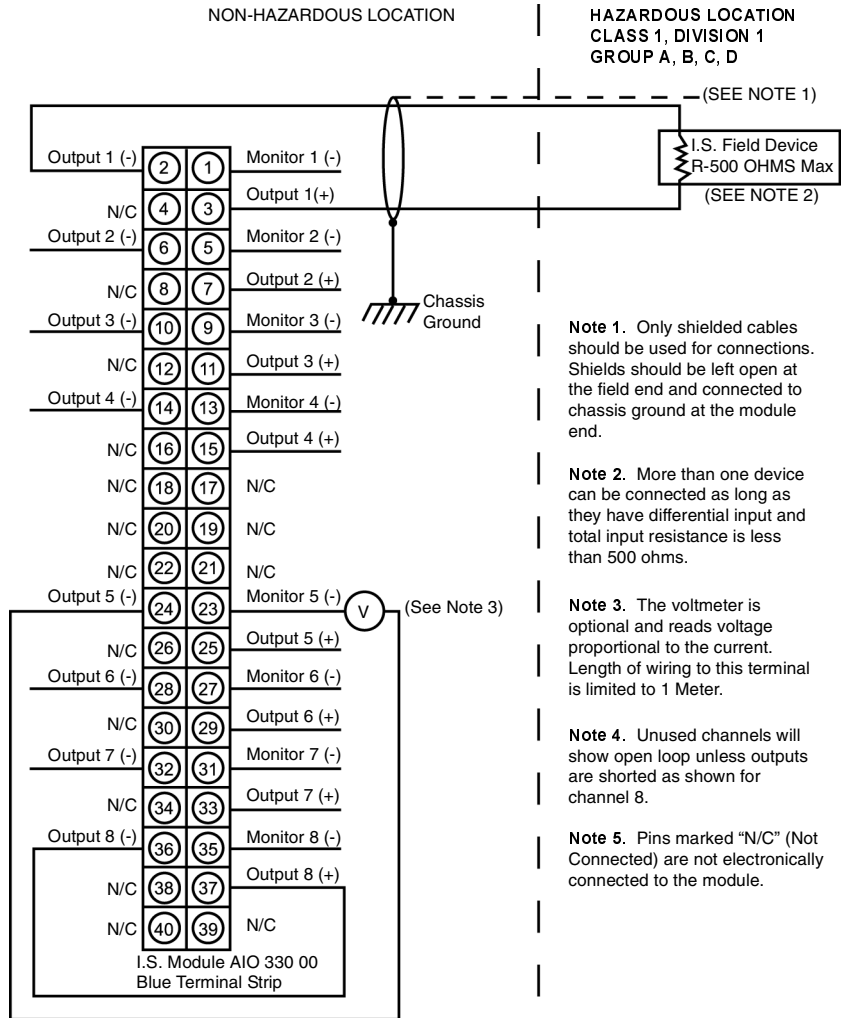 NON-HAZARDOUS LOCATION
HAZARDOUS LOCATION
CLASS 1, DIVISION 1
GROUP A, B, C, D
(SEE NOTE 1)
I.S. Field Device
R-500 OHMS Max
(SEE NOTE 2)
Output 1 (-) 2 1 Monitor 1 (-)
N/C 4 3 Output 1(+)
Output 2 (-) 6 5 Monitor 2 (-)
N/C 8 7 Output 2 (+)
Output 3 (-) 10 9 Monitor 3 (-)
N/C 12 11 Output 3 (+)
Output 4 (-) 14 13 Monitor 4 (-)
N/C 16 15 Output 4 (+)
N/C 18 17 N/C
N/C 20 19 N/C
N/C 22 21 N/C
Output 5 (-) 24 23 Monitor 5 (-) V (See Note 3)
N/C 26 25 Output 5 (+)
Output 6 (-) 28 27 Monitor 6 (-)
N/C 30 29 Output 6 (+)
Output 7 (-) 32 31 Monitor 7 (-)
N/C 34 33 Output 7 (+)
Output 8 (-) 36 35 Monitor 8 (-)
N/C 38 37 Output 8 (+)
N/C 40 39 N/C
I.S. Module AIO 330 00
Blue Terminal Strip
Chassis
Ground
Note 1. Only shielded cables
should be used for connections.
Shields should be left open at
the field end and connected to
chassis ground at the module
end.
Note 2. More than one device
can be connected as long as
they have differential input and
total input resistance is less
than 500 ohms.
Note 3. The voltmeter is
optional and reads voltage
proportional to the current.
Length of wiring to this terminal
is limited to 1 Meter.
Note 4. Unused channels will
show open loop unless outputs
are shorted as shown for
channel 8.
Note 5. Pins marked “N/C” (Not
Connected) are not electronically
connected to the module.